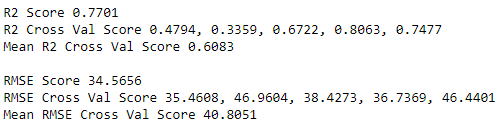 R2 Score 0.7701
R2 Cross Val Score 0.4794, 0.3359, 0.6722, 0.8063, 0.7477
Mean R2 Cross Val Score 0.6083
RMSE Score 34.5656
RMSE Cross Val Score 35.4608, 46.9604, 38.4273, 36.7369, 46.4401
Mean RMSE Cross Val Score 40.8051